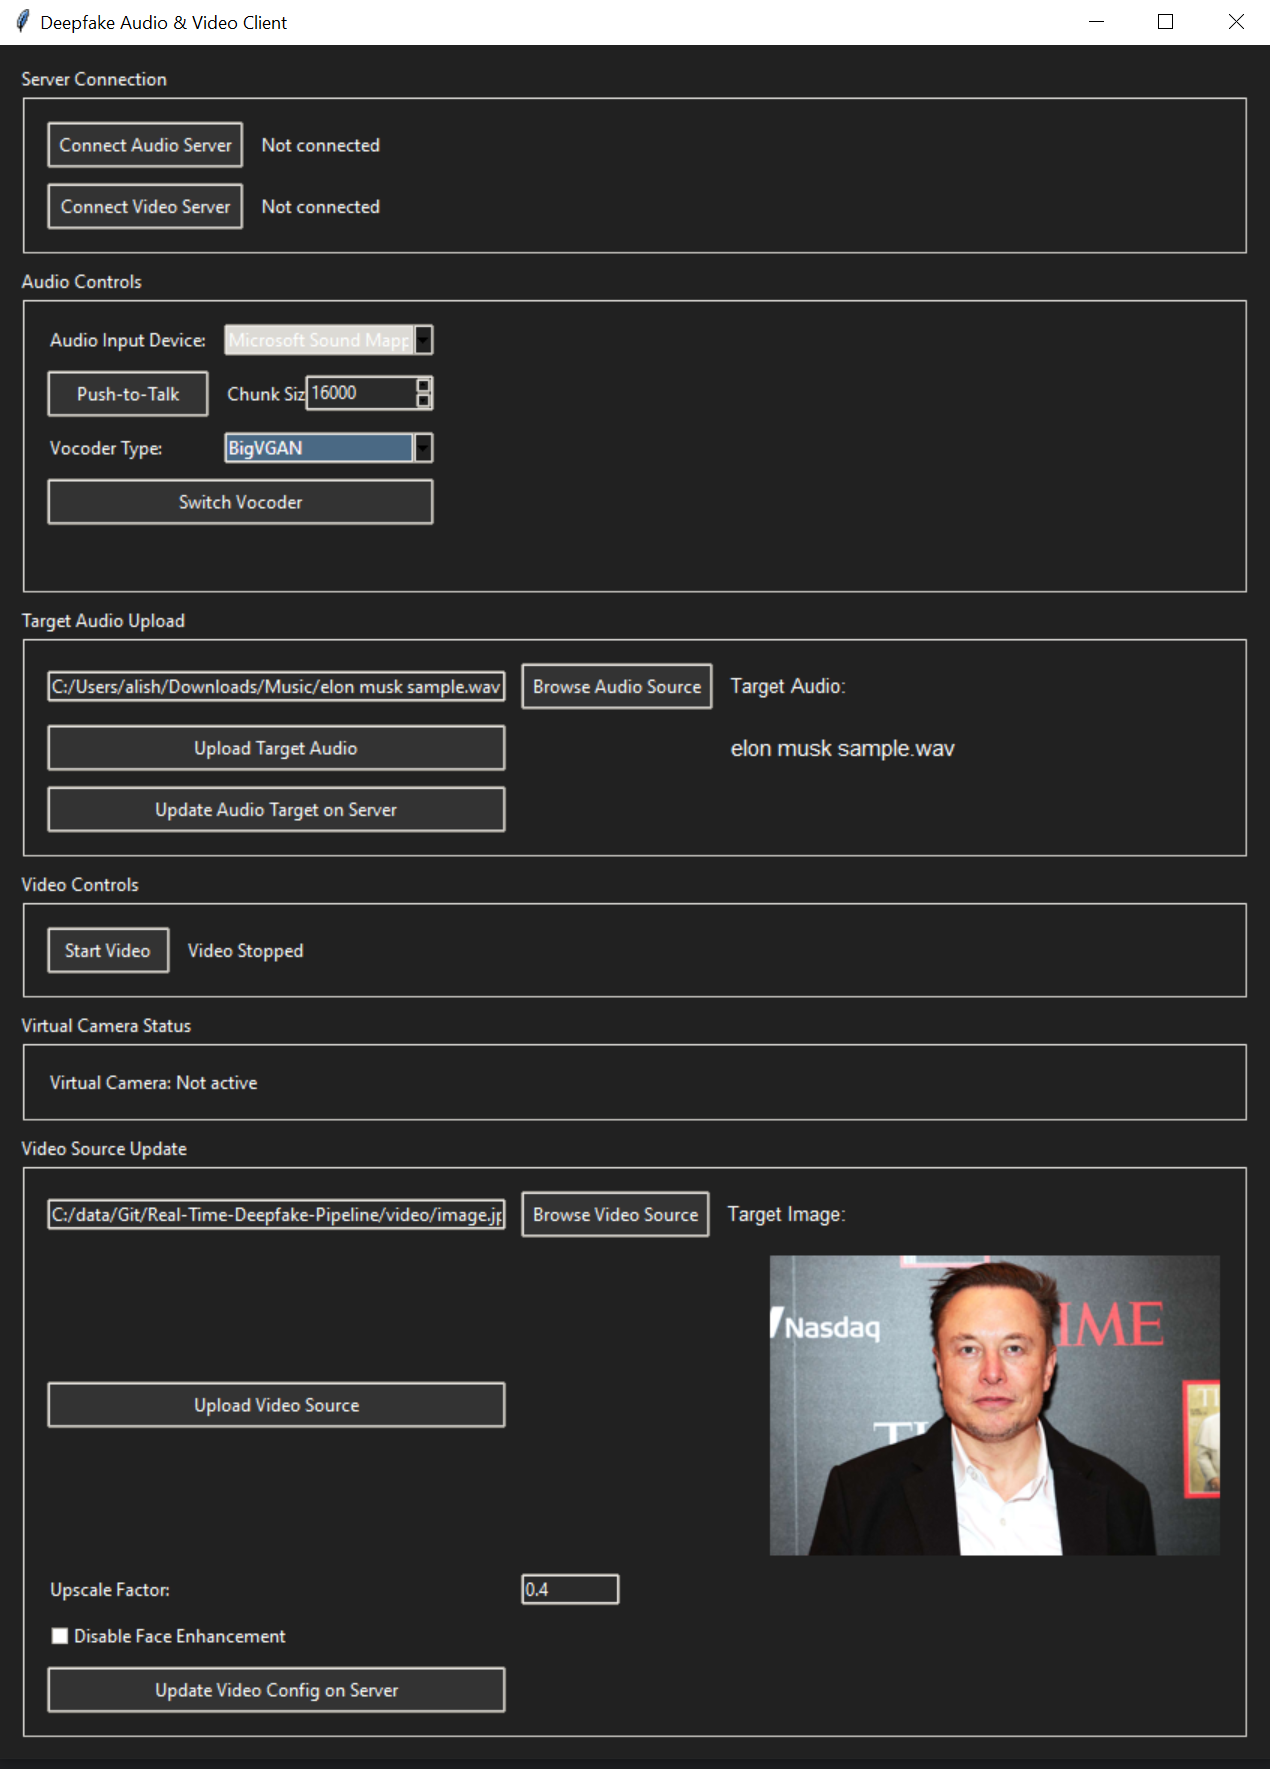 Deepfake Audio & Video Client
Server Connection
Connect Audio Server Not connected
Connect Video Server Not connected
Audio Controls
Audio Input Device: Microsoft Sound Mapp
Push-to-Talk Chunk Siz 16000
Vocoder Type: BigVGAN
Switch Vocoder
Target Audio Upload
C:/Users/alish/Downloads/Music/elon musk sample.wav Browse Audio Source Target Audio:
Upload Target Audio elon musk sample.wav
Update Audio Target on Server
Video Controls
Start Video Video Stopped
Virtual Camera Status
Virtual Camera: Not active
Video Source Update
C:/data/Git/Real-Time-Deepfake-Pipeline/video/image.jp Browse Video Source Target Image:
Nasdaq
IME
TI
Upload Video Source
Upscale Factor: 0.4
Disable Face Enhancement
Update Video Config on Server